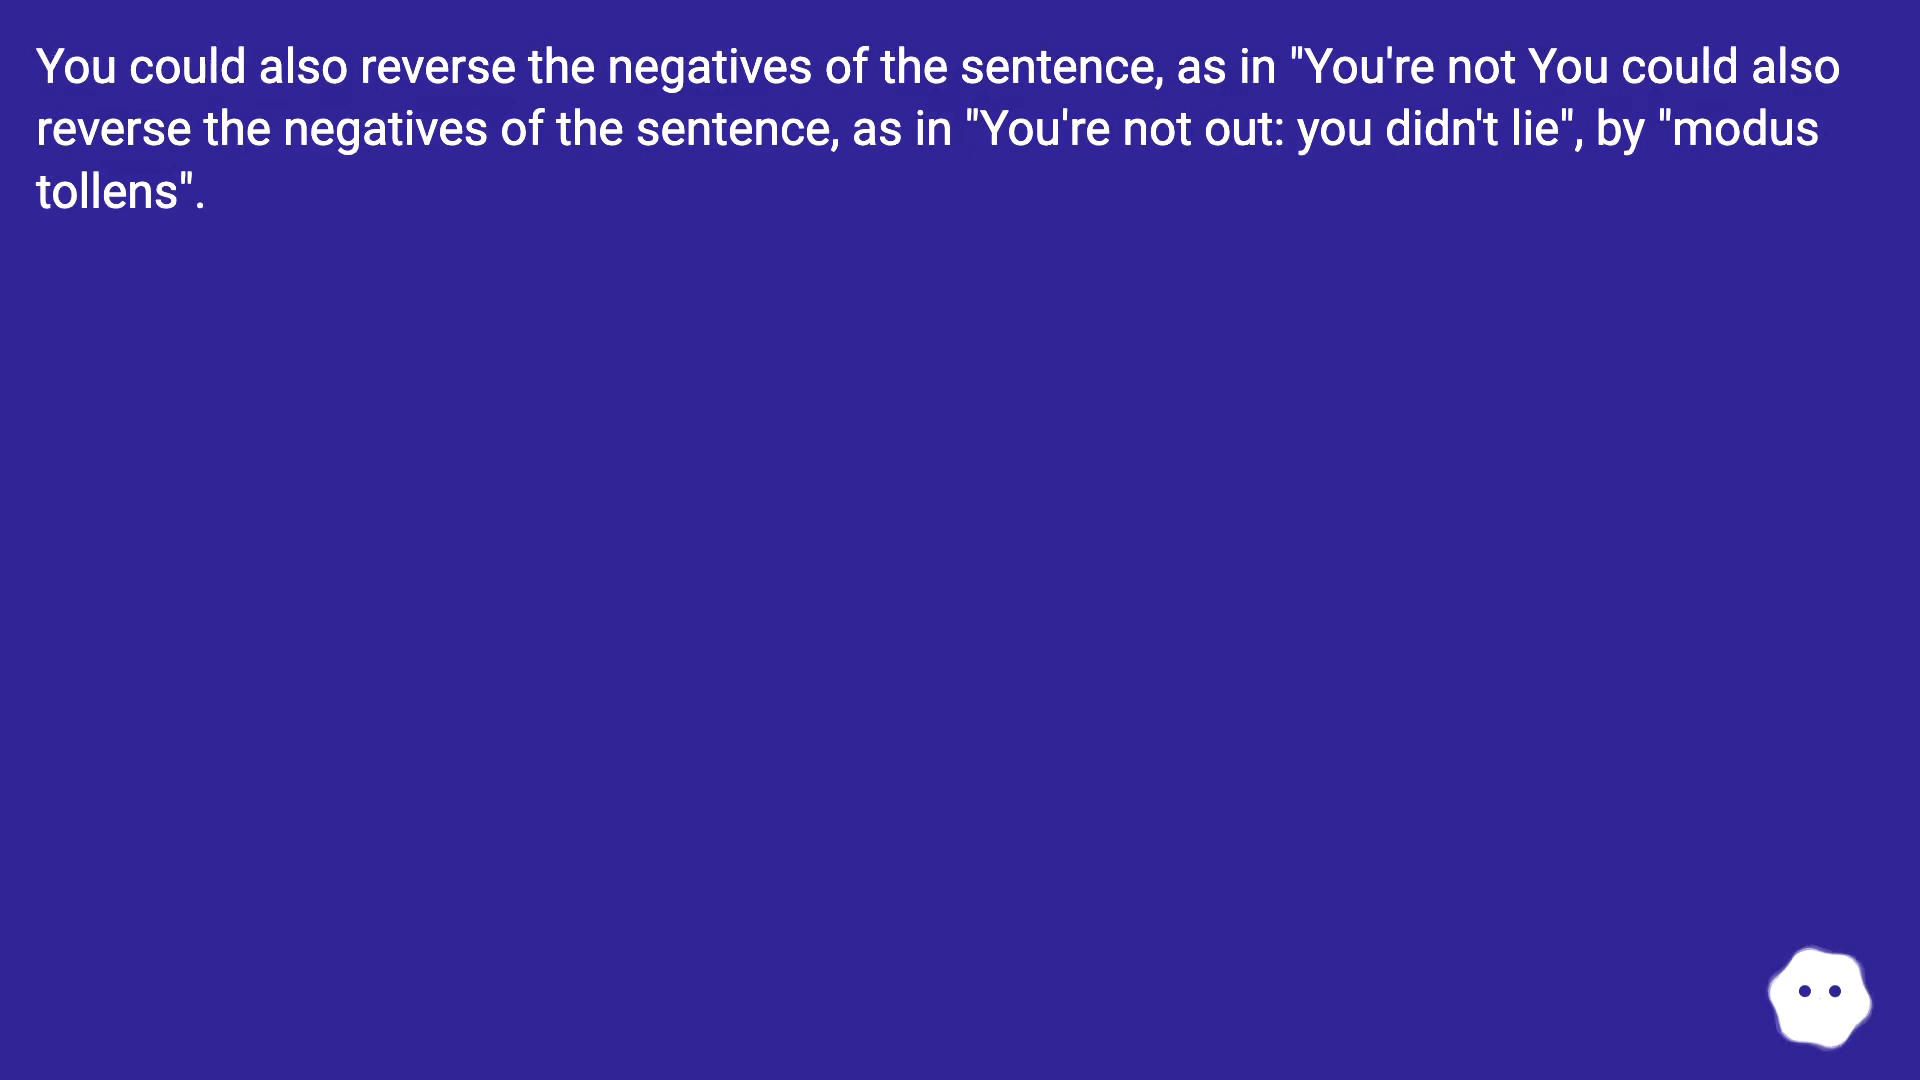 You could also reverse the negatives of the sentence, as in "You're not You could also
reverse the negatives of the sentence, as in "You're not out: you didn't lie", by "modus
tollens".